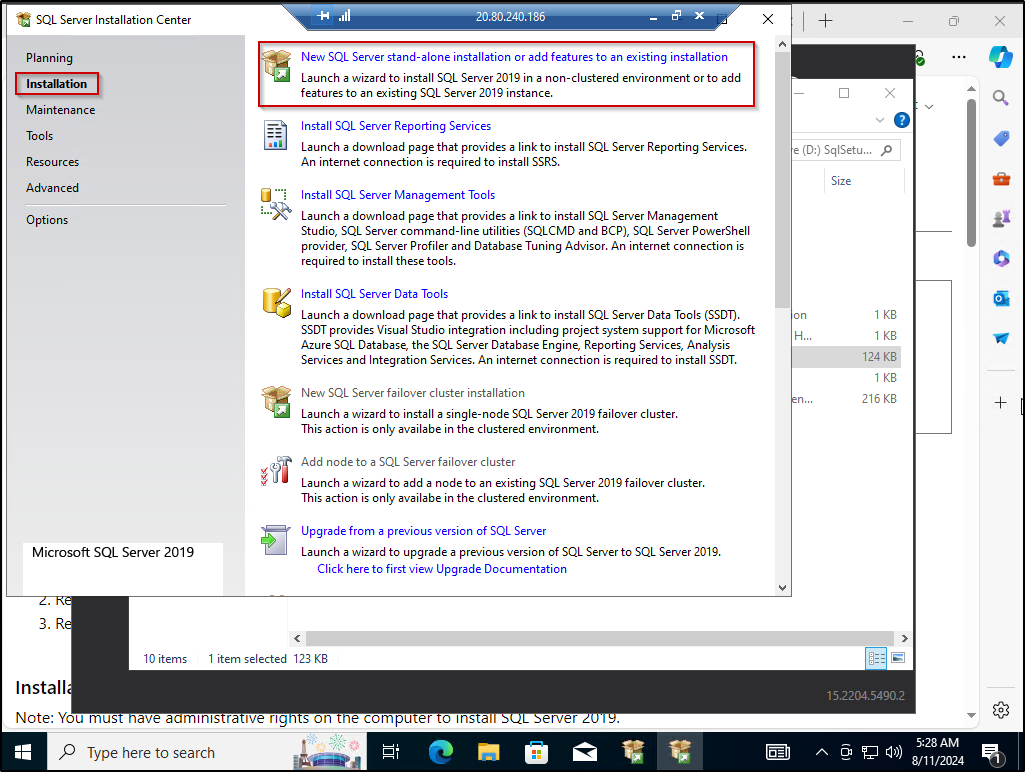 SQL Server Installation Center
20.80.240.186
Planning
Installation
Maintenance
Tools
Resources
Advanced
Options
Microsoft SQL Server 2019
New SQL Server stand-alone installation or add features to an existing installation
Launch a wizard to install SQL Server 2019 in a non-clustered environment or to add
features to an existing SQL Server 2019 instance.
Install SQL Server Reporting Services
Launch a download page that provides a link to install SQL Server Reporting Services.
An internet connection is required to install SSRS.
Install SQL Server Management Tools
Launch a download page that provides a link to install SQL Server Management
Studio, SQL Server command-line utilities (SQLCMD and BCP), SQL Server PowerShell
provider, SQL Server Profiler and Database Tuning Advisor. An internet connection is
required to install these tools.
Install SQL Server Data Tools
Launch a download page that provides a link to install SQL Server Data Tools (SSDT).
SSDT provides Visual Studio integration including project system support for Microsoft
Azure SQL Database, the SQL Server Database Engine, Reporting Services, Analysis
Services and Integration Services. An internet connection is required to install SSDT.
New SQL Server failover cluster installation
Launch a wizard to install a single-node SQL Server 2019 failover cluster.
This action is only availabe in the clustered environment.
Add node to a SQL Server failover cluster
Launch a wizard to add a node to an existing SQL Server 2019 failover cluster.
This action is only availabe in the clustered environment.
Upgrade from a previous version of SQL Server
Launch a wizard to upgrade a previous version of SQL Server to SQL Server 2019.
Click here to first view Upgrade Documentation
(D:) SqlSetu...
Size
1 KB
H... 1 KB
124 KB
1 KB
216 KB
2. Re
3. Re
10 items 1 item selected 123 KB
15.2204.5490.2
Installa
Note: You must have administrative rights on the computer to install SQL Server 2019.
Type here to search
5:28 AM
8/11/2024
1